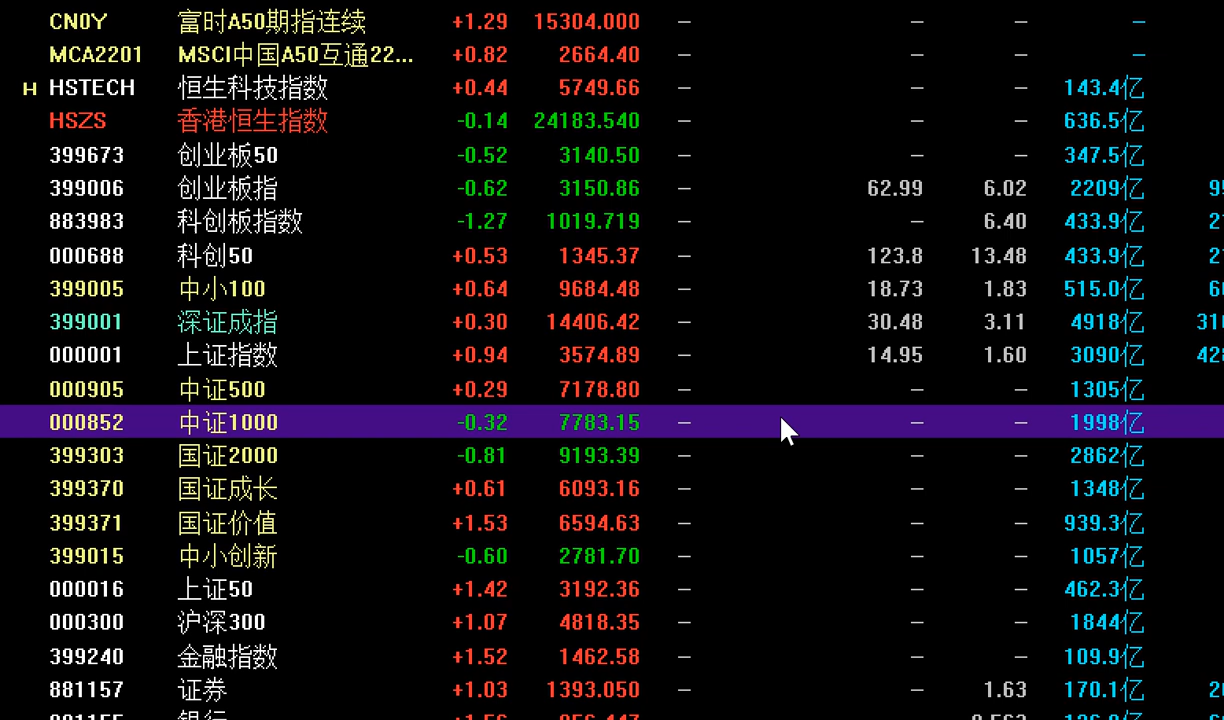 CN0Y 富时A50期指连续 +1.29 15304.000 — — — —
MCA2201 MSCI中国A50互通22... +0.82 2664.40 — — — —
H HSTECH 恒生科技指数 +0.44 5749.66 — — — 143.4亿
HSZS 香港恒生指数 -0.14 24183.540 — — — 636.5亿
399673 创业板50 -0.52 3140.50 — — — 347.5亿
399006 创业板指 -0.62 3150.86 — 62.99 6.02 2209亿
883983 科创板指数 -1.27 1019.719 — — 6.40 433.9亿
000688 科创50 +0.53 1345.37 — 123.8 13.48 433.9亿
399005 中小100 +0.64 9684.48 — 18.73 1.83 515.0亿
399001 深证成指 +0.30 14406.42 — 30.48 3.11 4918亿
000001 上证指数 +0.94 3574.89 — 14.95 1.60 3090亿
000905 中证500 +0.29 7178.80 — — — 1305亿
000852 中证1000 -0.32 7783.15 — — — 1998亿
399303 国证2000 -0.81 9193.39 — — — 2862亿
399370 国证成长 +0.61 6093.16 — — — 1348亿
399371 国证价值 +1.53 6594.63 — — — 939.3亿
399015 中小创新 -0.60 2781.70 — — — 1057亿
000016 上证50 +1.42 3192.36 — — — 462.3亿
000300 沪深300 +1.07 4818.35 — — — 1844亿
399240 金融指数 +1.52 1462.58 — — — 109.9亿
881157 证券 +1.03 1393.050 — — 1.63 170.1亿